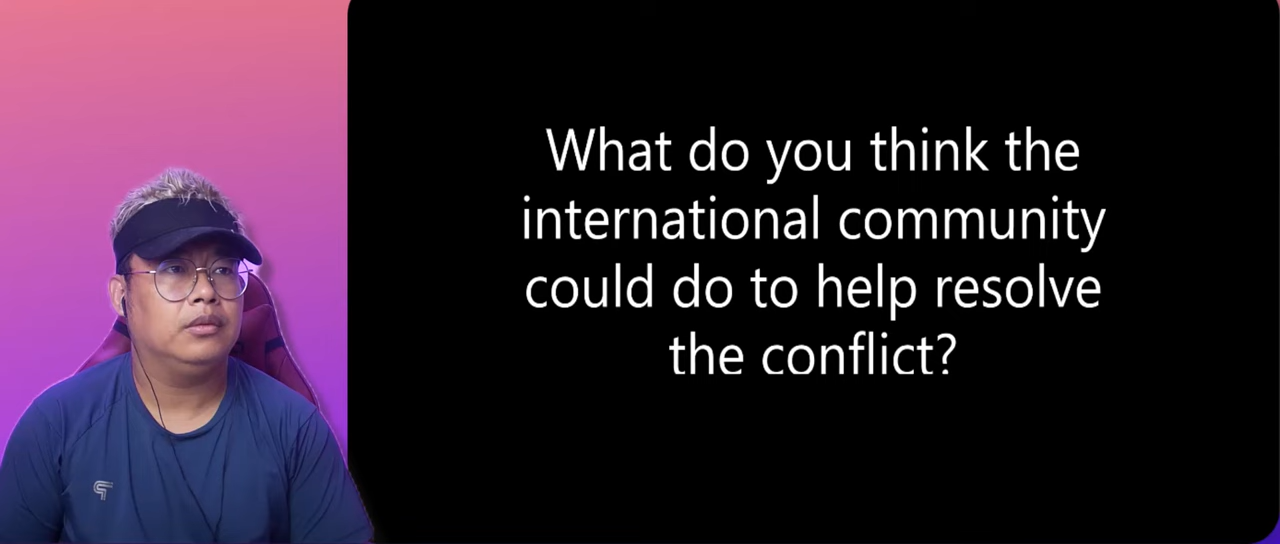 What do you think the
international community
could do to help resolve
the conflict?